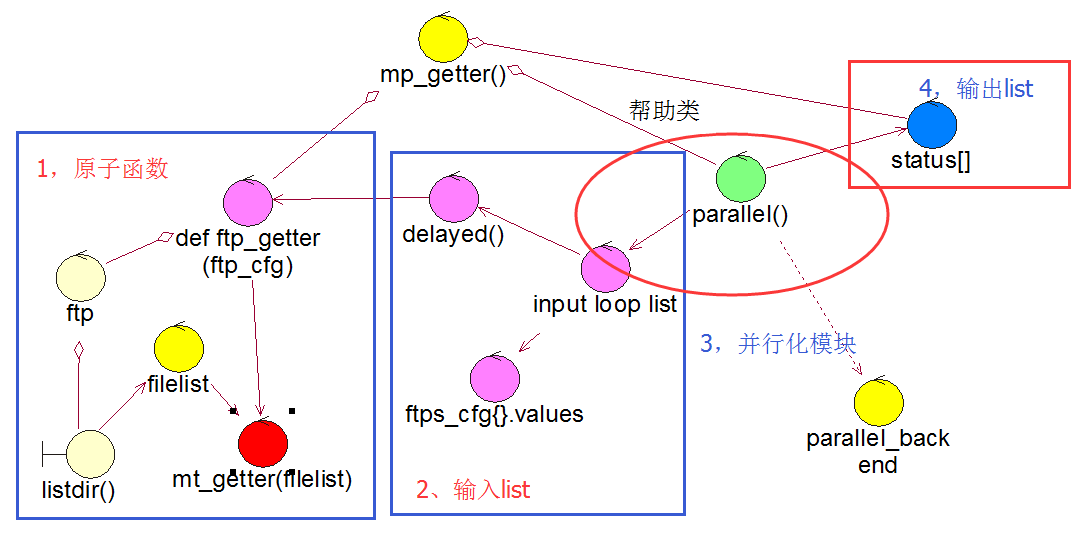 mp_getter()
4，输出list
status[]
帮助类
1，原子函数
def ftp_getter
(ftp_cfg)
delayed()
parallel()
ftp
input loop list
filelist
3，并行化模块
ftps_cfg{}.values
parallel_back
end
listdir()
mt_getter(filelist)
2、输入list